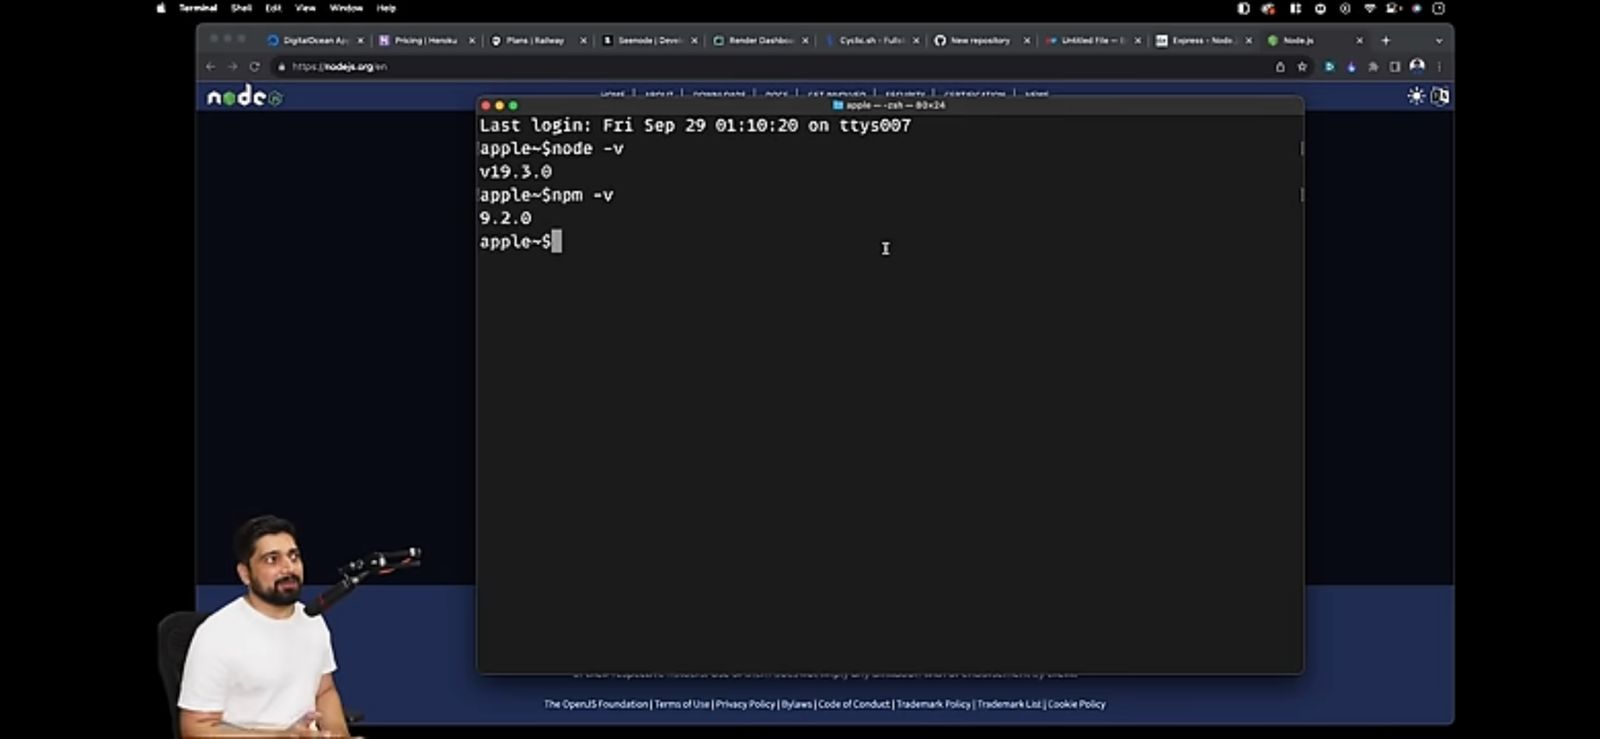 Terminal Shell Edit View Window Help
DigitalOcean Ap Pricing | Heroku Plans | Railway Seenode | Devel Render Dashboa Cyclic.sh - Fulls New repository Untitled File — E Express - Node. Node.js
https://nodejs.org/en
node
HOME | ABOUT | DOWNLOADS | DOCS | GET INVOLVED | SECURITY | CERTIFICATION | NEWS
apple — -zsh — 80×24
Last login: Fri Sep 29 01:10:20 on ttys007
apple~$node -v
v19.3.0
apple~$npm -v
9.2.0
apple~$
The OpenJS Foundation | Terms of Use | Privacy Policy | Bylaws | Code of Conduct | Trademark Policy | Trademark List | Cookie Policy